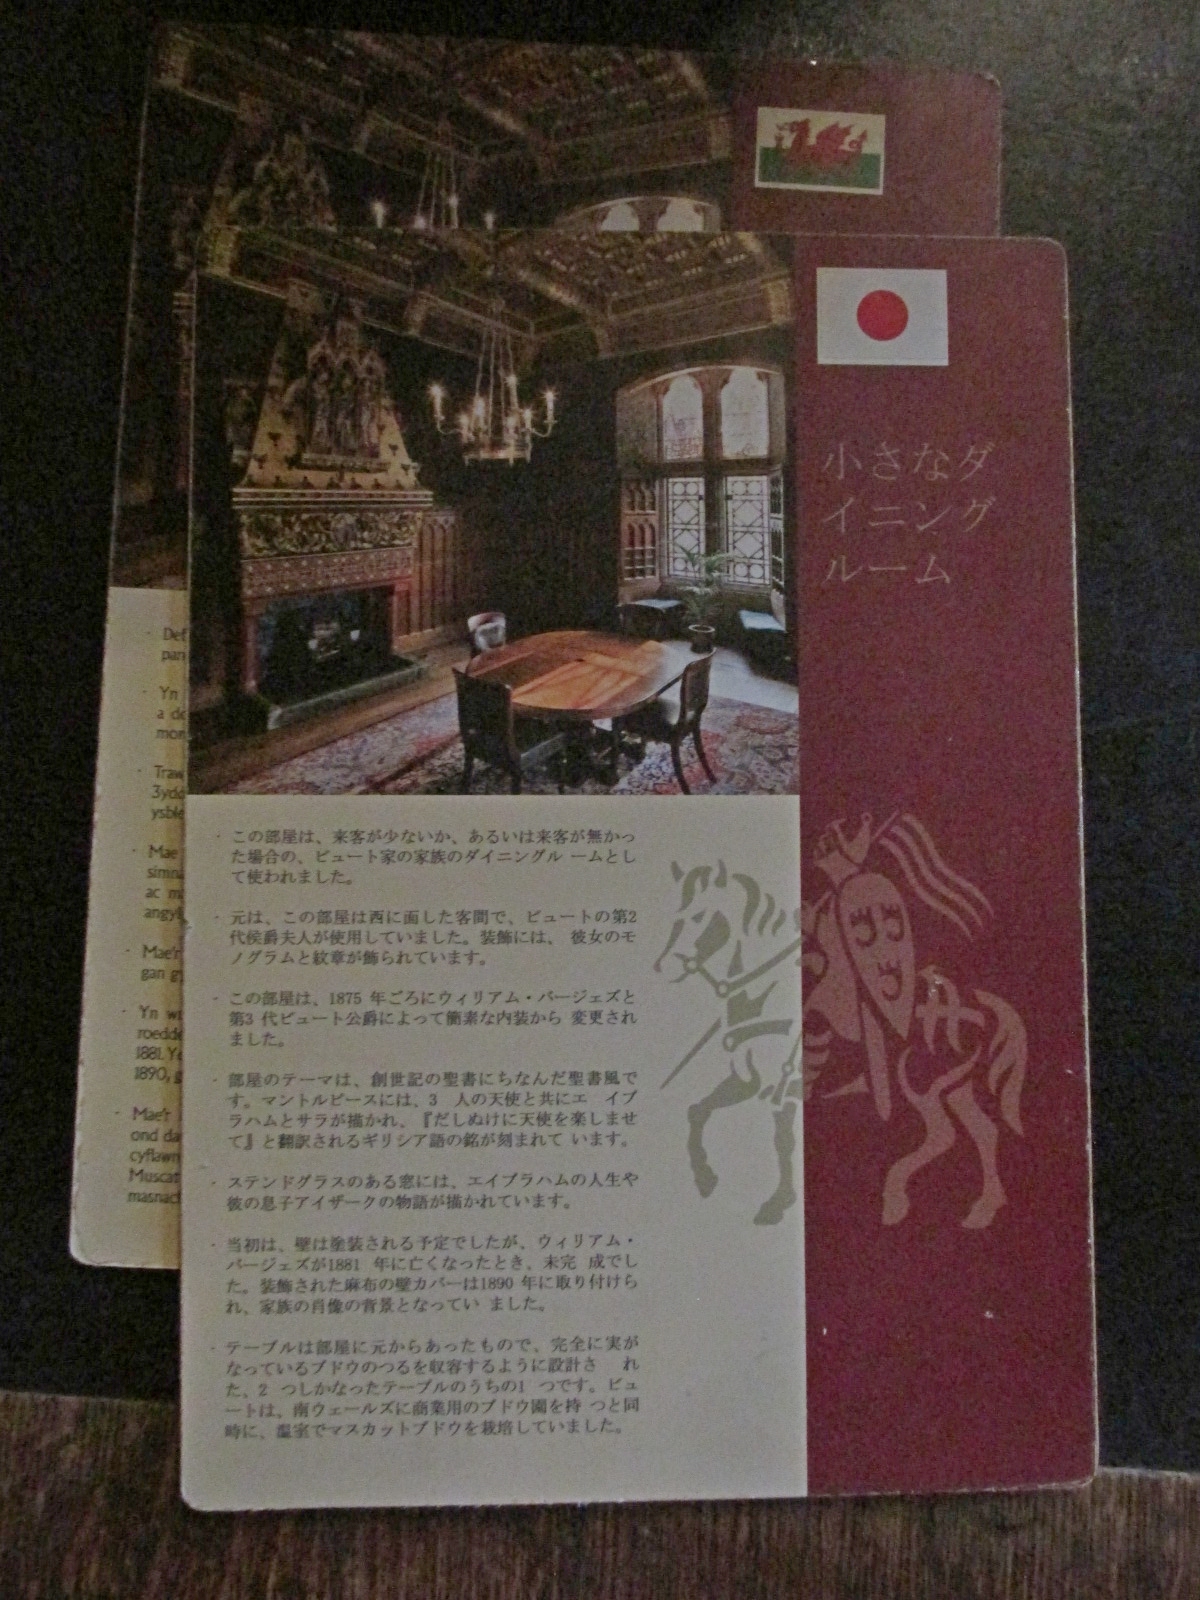 小さなダ
イニング
ルーム
· この部屋は、来客が少ないか、あるいは来客が無かっ
た場合の、ビュート家の家族のダイニングル ームとし
て使われました。
· 元は、この部屋は西に面した客間で、ビュートの第2
代侯爵夫人が使用していました。装飾には、 彼女のモ
ノグラムと紋章が飾られています。
· この部屋は、1875 年ごろにウィリアム・バージェズと
第3 代ビュート公爵によって簡素な内装から 変更され
ました。
· 部屋のテーマは、創世記の聖書にちなんだ聖書風で
す。マントルピースには、3 人の天使と共にエ イブ
ラハムとサラが描かれ、『だしぬけに天使を楽しませ
て』と翻訳されるギリシア語の銘が刻まれて います。
· ステンドグラスのある窓には、エイブラハムの人生や
彼の息子アイザークの物語が描かれています。
· 当初は、壁は塗装される予定でしたが、ウィリアム・
バージェズが1881 年に亡くなったとき、未完 成でし
た。装飾された麻布の壁カバーは1890 年に取り付けら
れ、家族の肖像の背景となってい ました。
· テーブルは部屋に元からあったもので、完全に実が
なっているブドウのつるを収容するように設計さ れ
た、2 つしかなったテーブルのうちの1 つです。ビュ
ートは、南ウェールズに商業用のブドウ園を持 つと同
時に、温室でマスカットブドウを栽培していました。
· Def
pan
· Yn
a de
mor
· Traw
3ydd
ysble
· Mae
simna
ac m
angyl
· Mae'r
gan g
· Yn wr
roedde
1881. Yc
1890, g
· Mae'r
ond da
cyflawn
Muscat
masnach